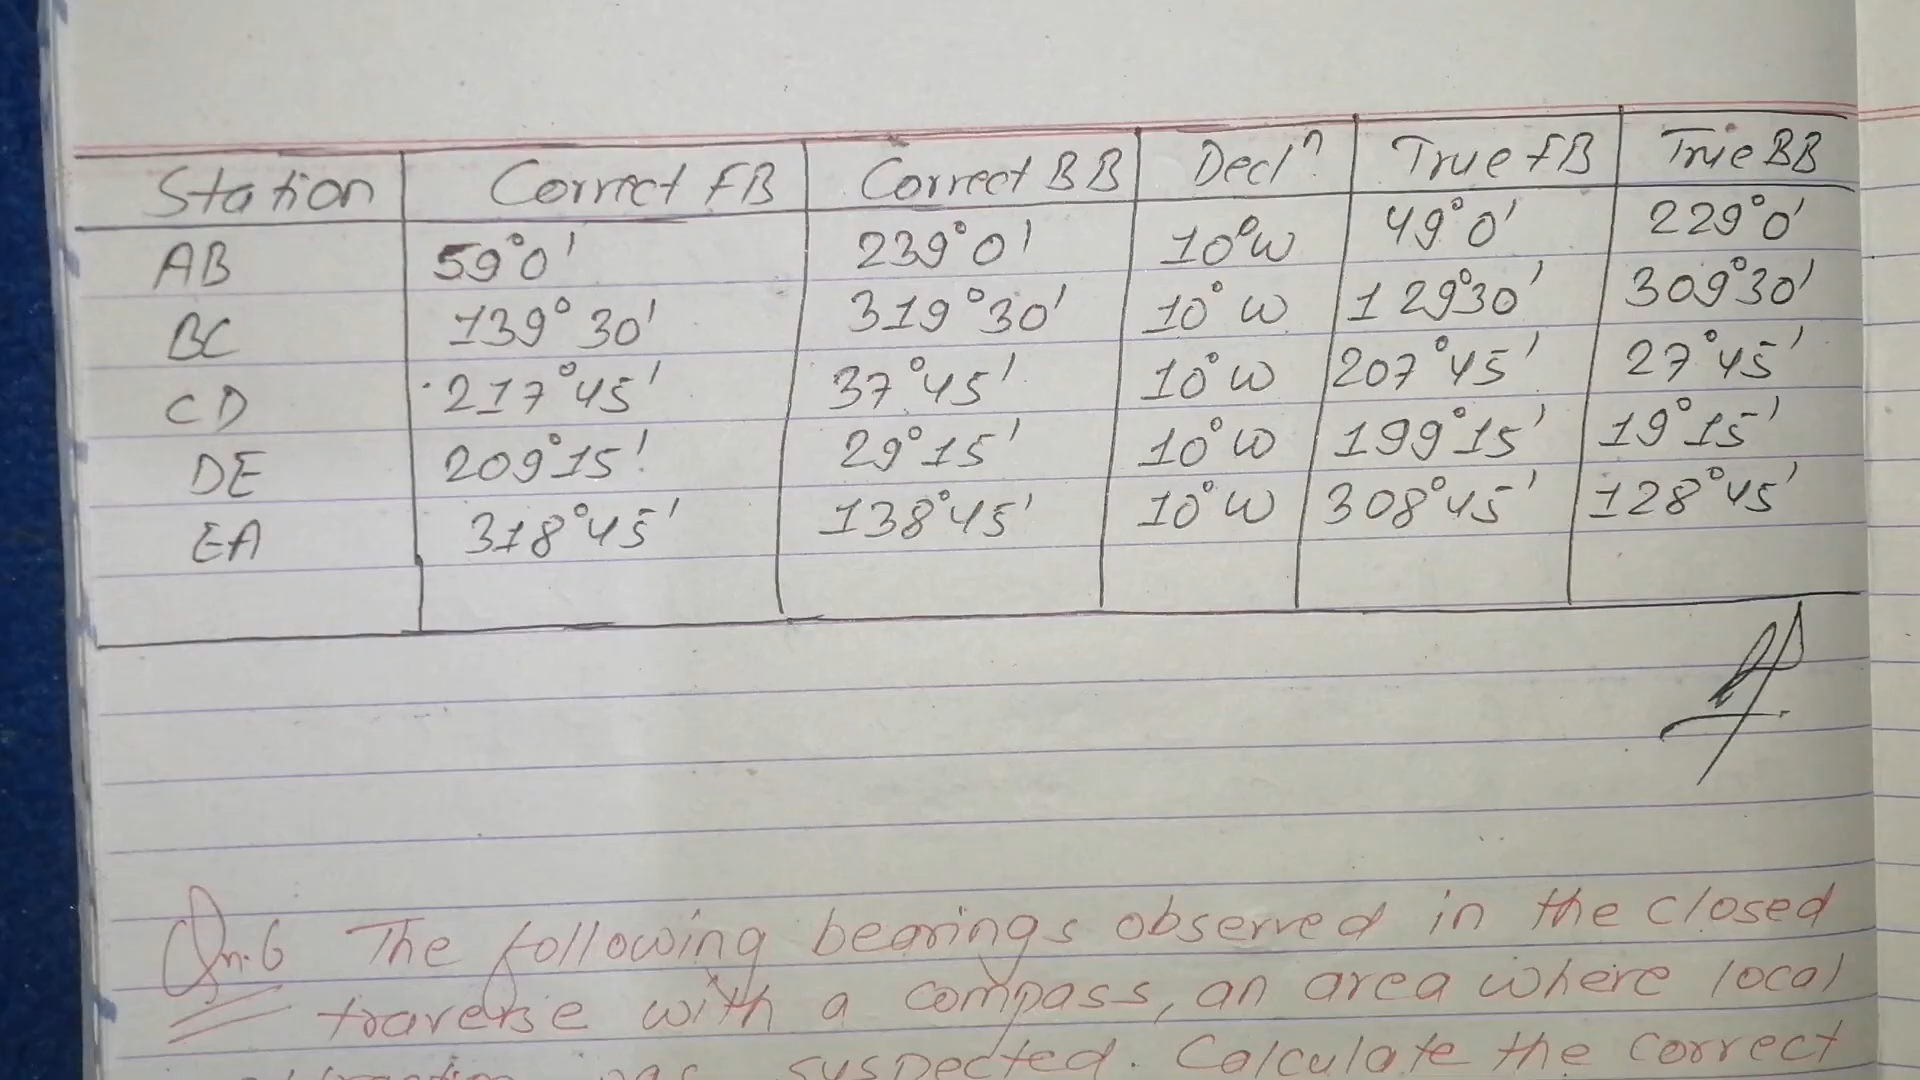 Station Correct FB Correct BB Decl^n True FB True BB
AB 59°0' 239°0' 10°W 49°0' 229°0'
BC 139°30' 319°30' 10°W 129°30' 309°30'
CD 217°45' 37°45' 10°W 207°45' 27°45'
DE 209°15' 29°15' 10°W 199°15' 19°15'
EA 318°45' 138°45' 10°W 308°45' 128°45'
Qn.6 The following bearings observed in the closed
traverse with a compass, an area where local
suspected. Calculate the correct